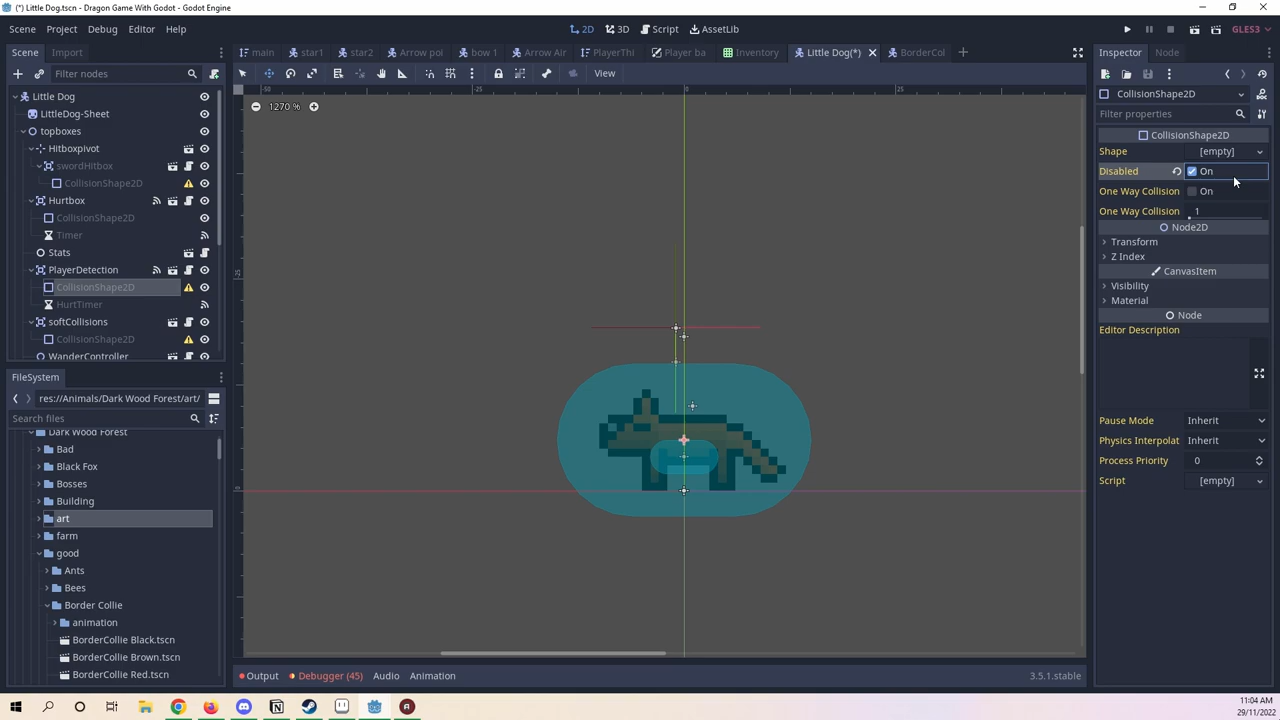 (*) Little Dog.tscn - Dragon Game With Godot - Godot Engine
Scene Project Debug Editor Help
2D 3D Script AssetLib
GLES3
Scene Import
main star1 star2 Arrow poi bow 1 Arrow Air PlayerThi Player ba Inventory Little Dog(*) BorderCol
Inspector Node
Filter nodes
View
Little Dog
LittleDog-Sheet
topboxes
Hitboxpivot
swordHitbox
CollisionShape2D
Hurtbox
CollisionShape2D
Timer
Stats
PlayerDetection
CollisionShape2D
HurtTimer
softCollisions
CollisionShape2D
WanderController
FileSystem
res://Animals/Dark Wood Forest/art/
Search files
Dark Wood Forest
Bad
Black Fox
Bosses
Building
art
farm
good
Ants
Bees
Border Collie
animation
BorderCollie Black.tscn
BorderCollie Brown.tscn
BorderCollie Red.tscn
-50 -25 0 25
1270 %
-25
0
Output Debugger (45) Audio Animation
3.5.1.stable
CollisionShape2D
Filter properties
CollisionShape2D
Shape [empty]
Disabled On
One Way Collision On
One Way Collision 1
Node2D
Transform
Z Index
CanvasItem
Visibility
Material
Node
Editor Description
Pause Mode Inherit
Physics Interpolat Inherit
Process Priority 0
Script [empty]
11:04 AM
29/11/2022